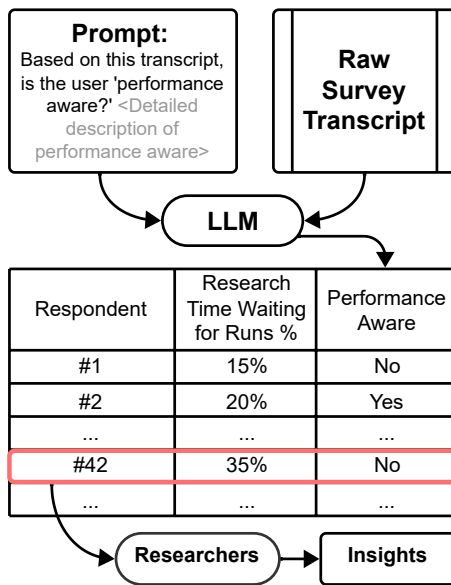 Prompt:
Based on this transcript,
is the user 'performance
aware?' <Detailed
description of
performance aware>
Raw
Survey
Transcript
LLM
Respondent
Research
Time Waiting
for Runs %
Performance
Aware
#1 15% No
#2 20% Yes
... ... ...
#42 35% No
... ... ...
Researchers
Insights